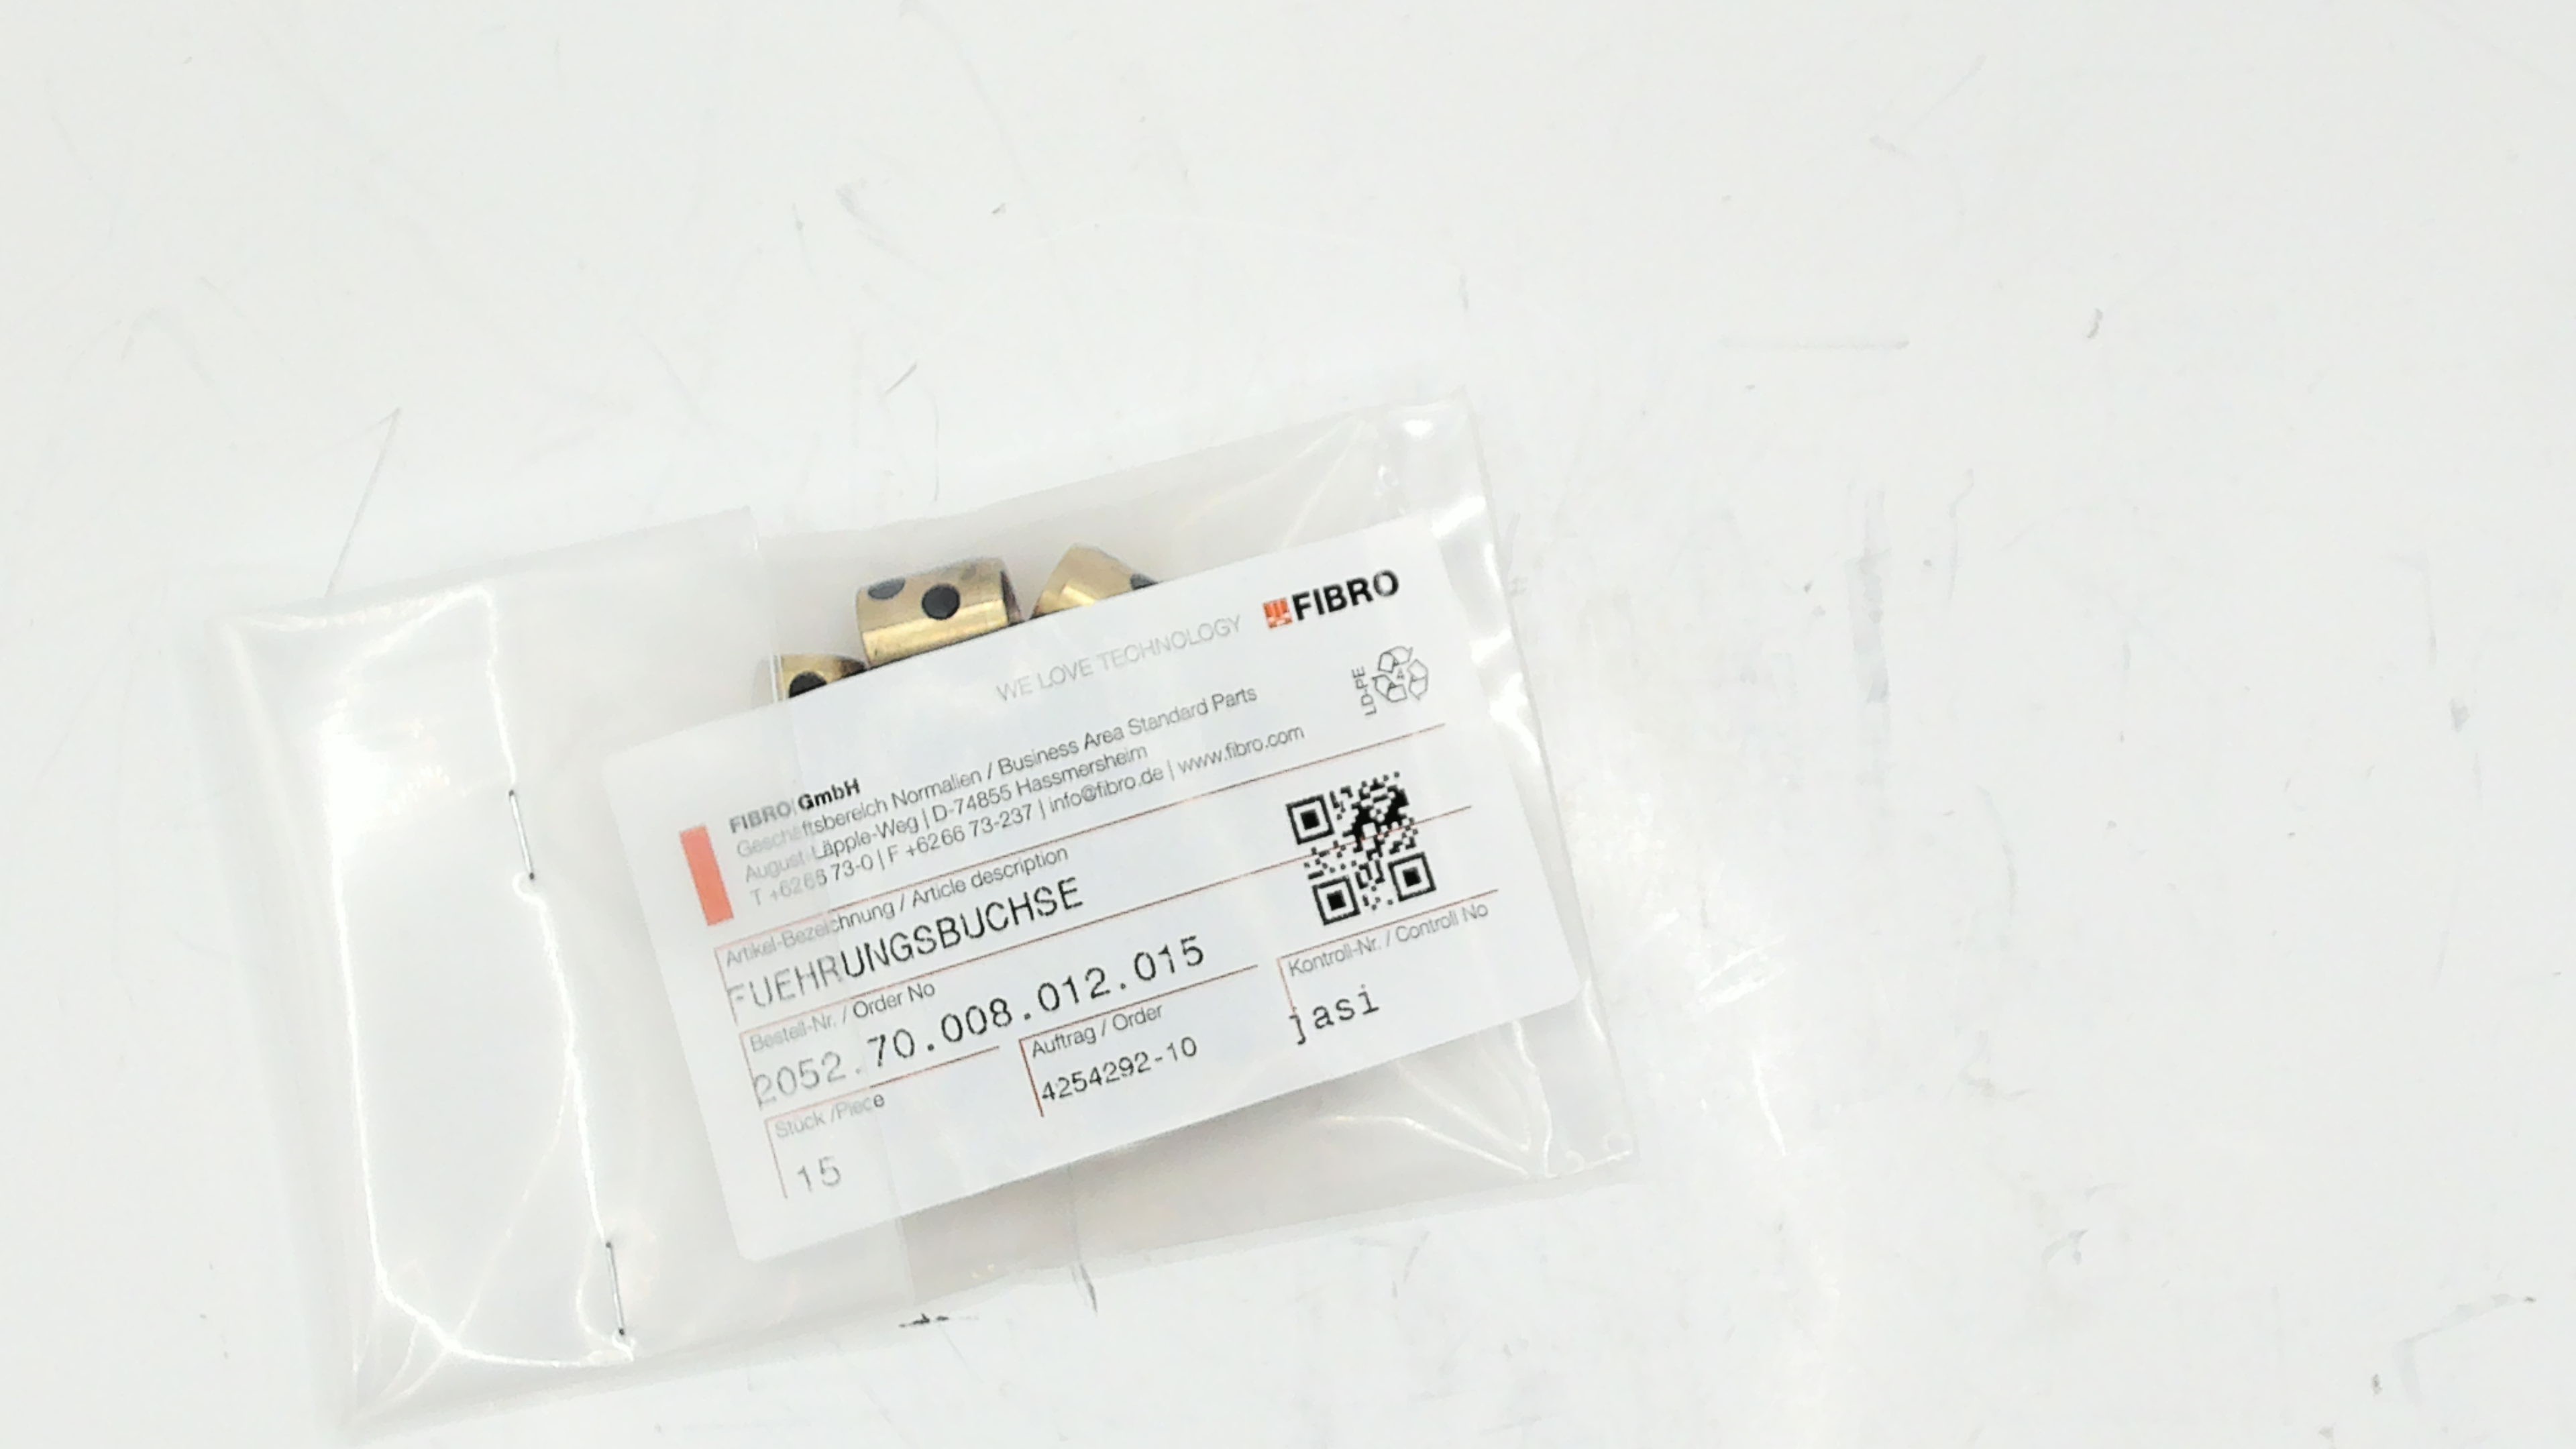 WE LOVE TECHNOLOGY FIBRO
LD-PE
4
FIBRO GmbH
Geschäftsbereich Normalien / Business Area Standard Parts
August-Läpple-Weg | D-74855 Hassmersheim
T +6266 73-0 | F +6266 73-237 | info@fibro.de | www.fibro.com
Artikel-Bezeichnung / Article description
FUEHRUNGSBUCHSE
Bestell-Nr. / Order No
2052.70.008.012.015
Kontroll-Nr. / Controll No
jasi
Stück /Piece
15
Auftrag / Order
4254292-10